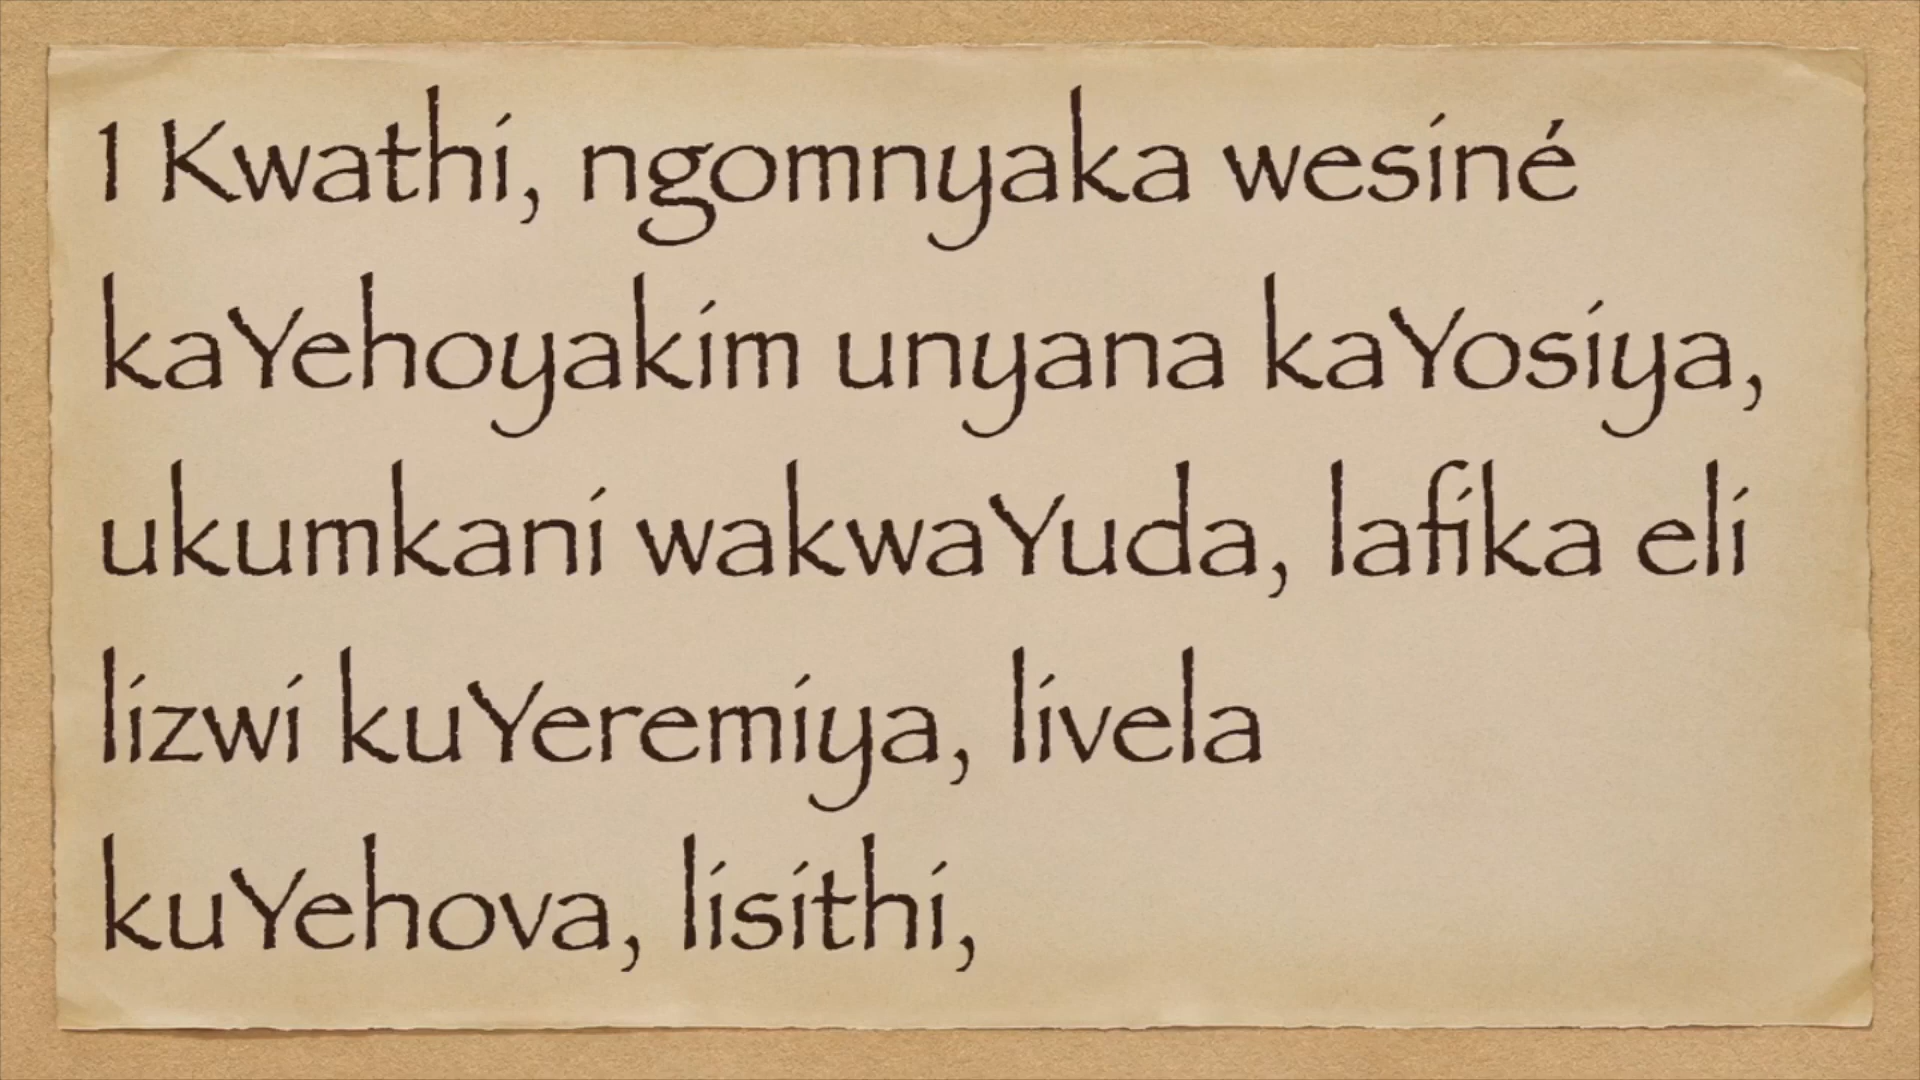 1 Kwathi, ngomnyaka wesiné
kaYehoyakim unyana kaYosiya,
ukumkani wakwaYuda, lafika eli
lizwi kuYeremiya, livela
kuYehova, lisithi,